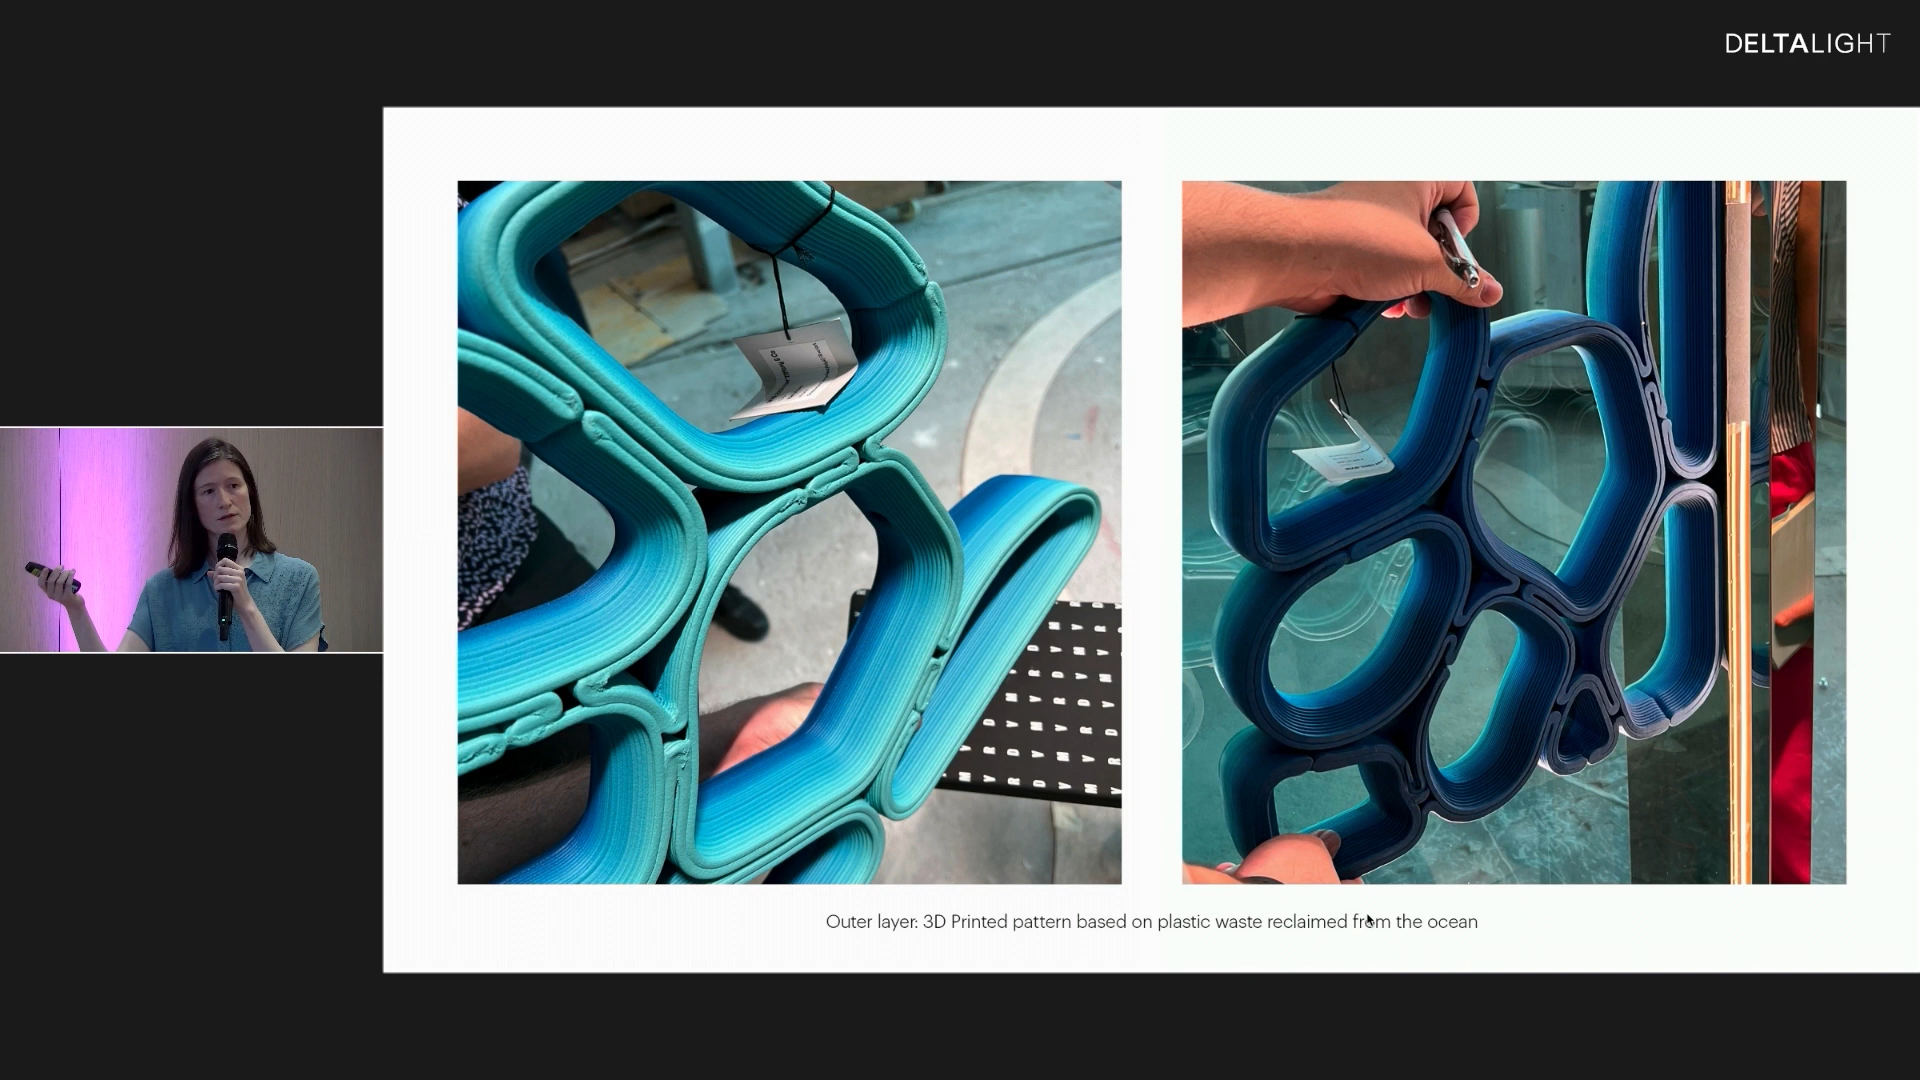 DELTALIGHT
M V R D V
Outer layer: 3D Printed pattern based on plastic waste reclaimed from the ocean